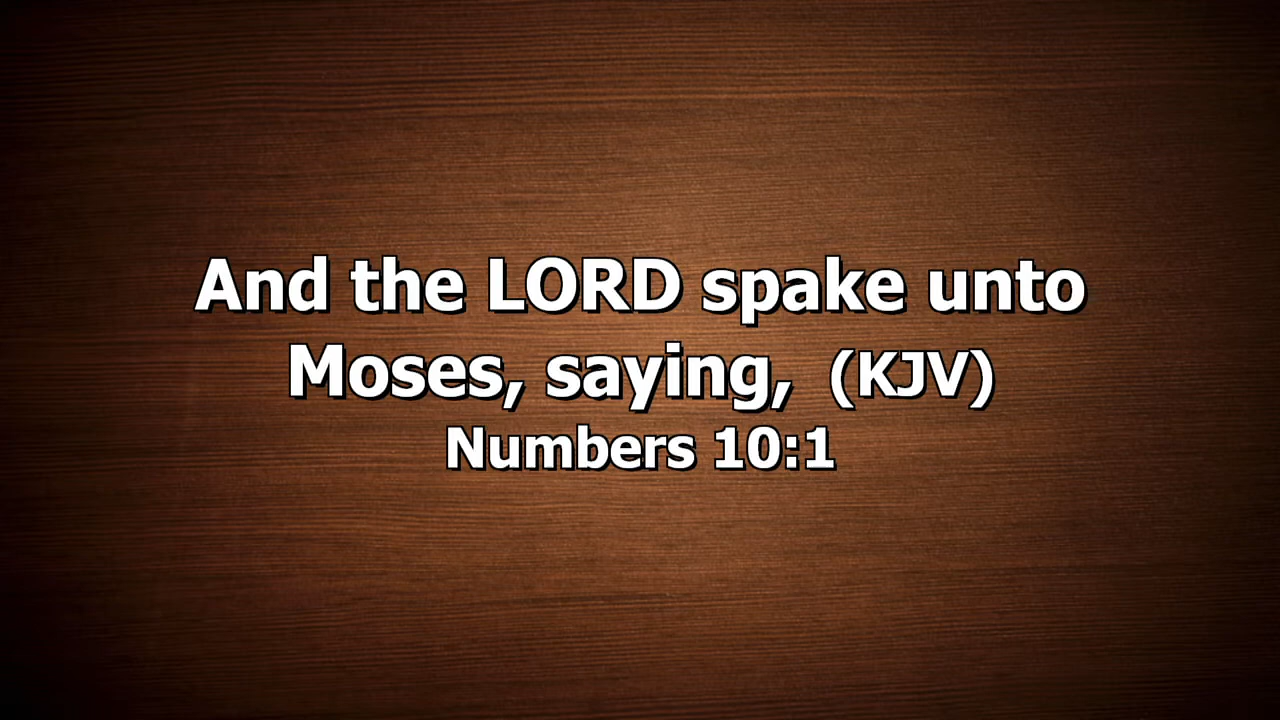 And the LORD spake unto
Moses, saying, (KJV)
Numbers 10:1